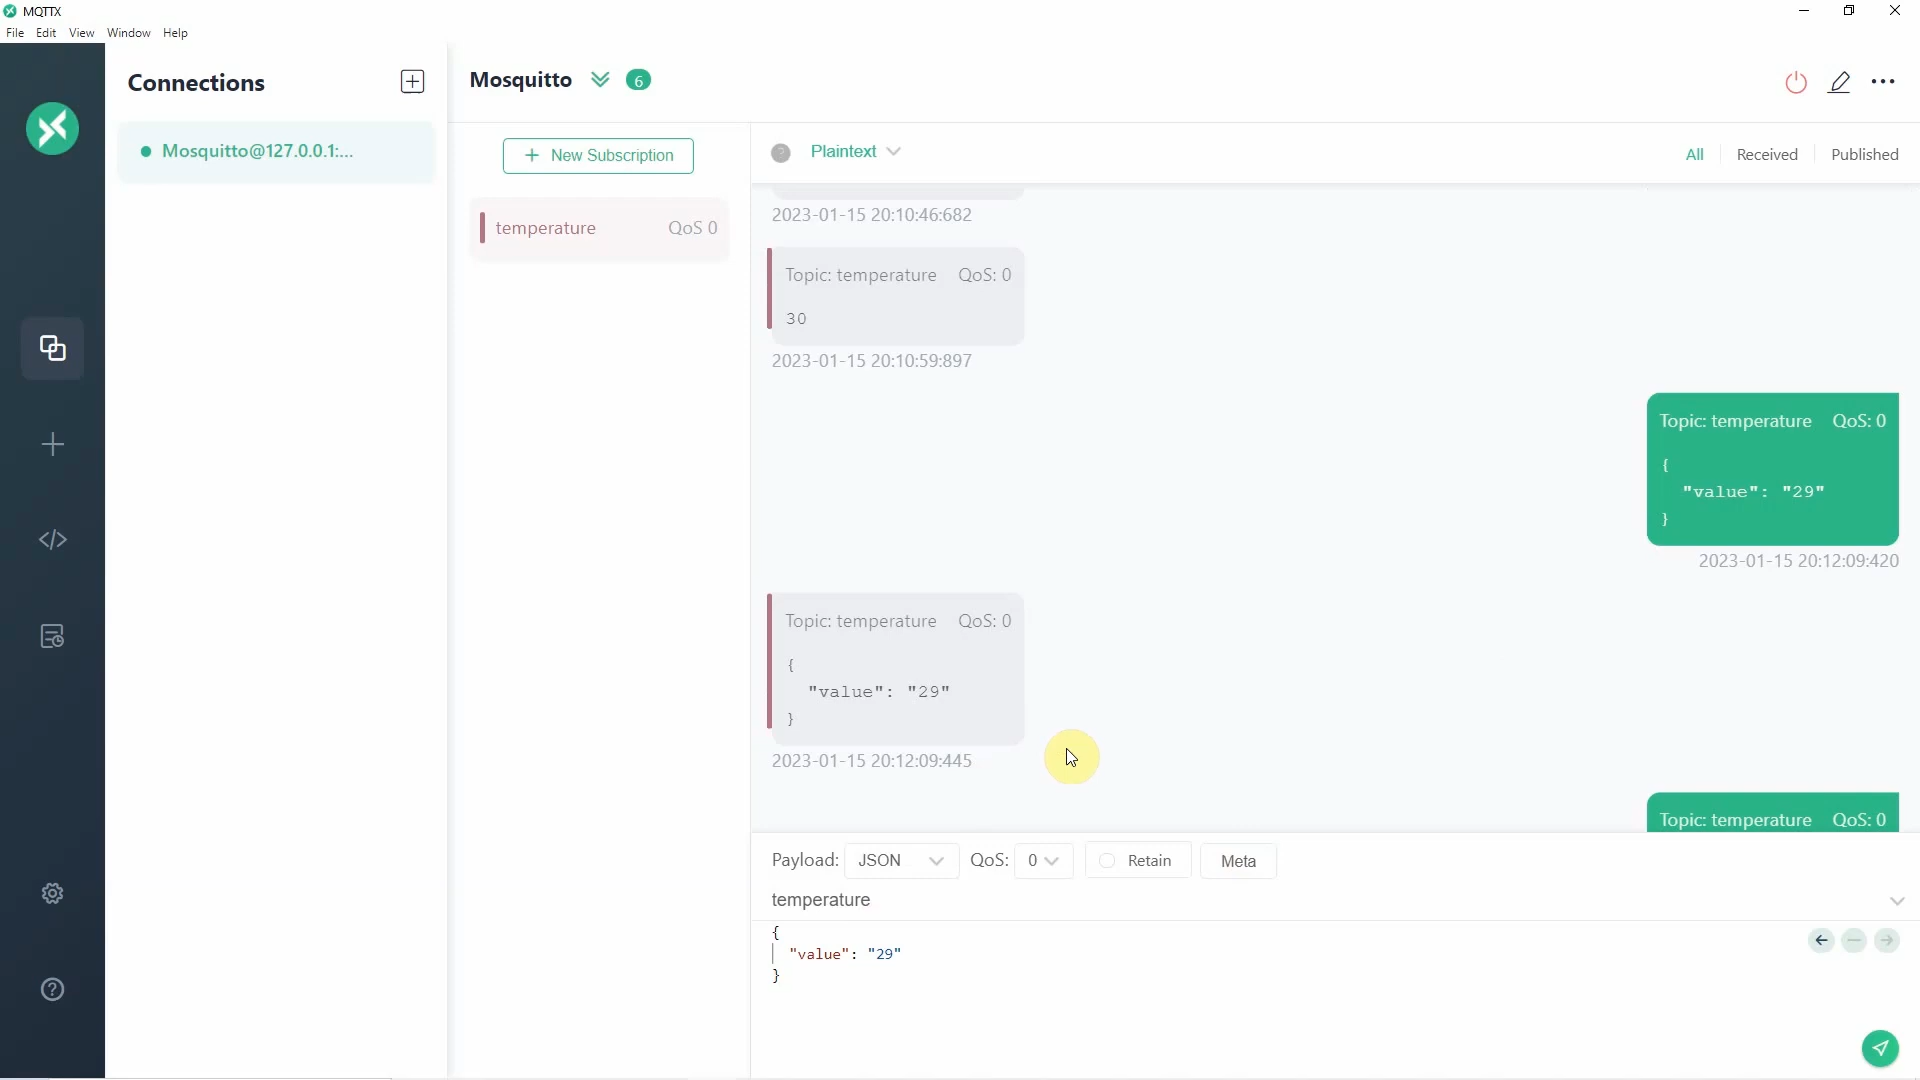 MQTTX
File Edit View Window Help
Connections
Mosquitto@127.0.0.1:...
Mosquitto 6
New Subscription
temperature QoS 0
Plaintext
All Received Published
2023-01-15 20:10:46:682
Topic: temperature QoS: 0
30
2023-01-15 20:10:59:897
Topic: temperature QoS: 0
{
"value": "29"
}
2023-01-15 20:12:09:420
Topic: temperature QoS: 0
{
"value": "29"
}
2023-01-15 20:12:09:445
Topic: temperature QoS: 0
Payload: JSON QoS: 0 Retain Meta
temperature
{
"value": "29"
}